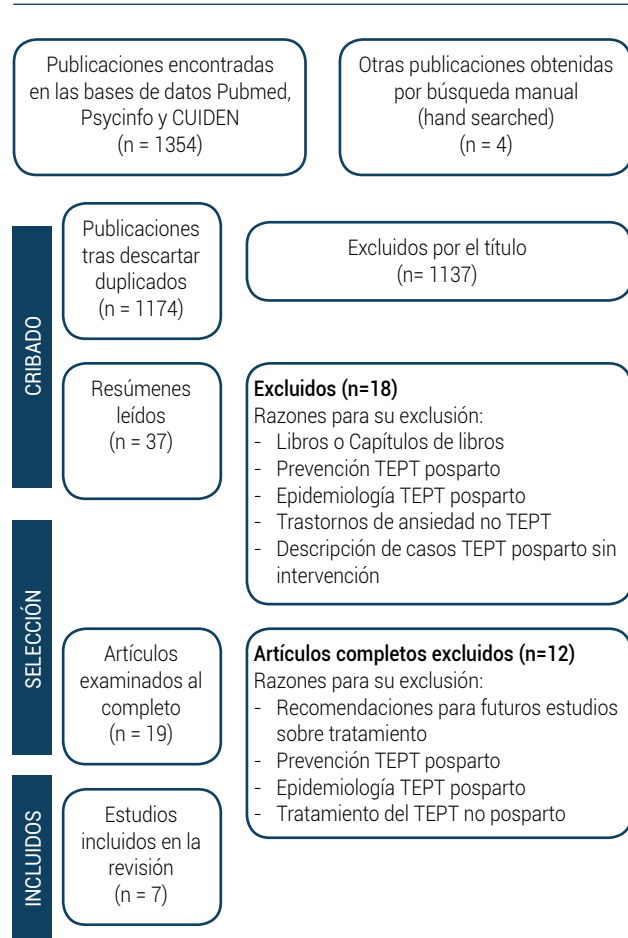 Publicaciones encontradas
en las bases de datos Pubmed,
Psycinfo y CUIDEN
(n = 1354)
Otras publicaciones obtenidas
por búsqueda manual
(hand searched)
(n = 4)
CRIBADO
Publicaciones
tras descartar
duplicados
(n = 1174)
Excluidos por el título
(n= 1137)
Resúmenes
leídos
(n = 37)
Excluidos (n=18)
Razones para su exclusión:
- Libros o Capítulos de libros
- Prevención TEPT posparto
- Epidemiología TEPT posparto
- Trastornos de ansiedad no TEPT
- Descripción de casos TEPT posparto sin
intervención
SELECCIÓN
Artículos
examinados al
completo
(n = 19)
Artículos completos excluidos (n=12)
Razones para su exclusión:
- Recomendaciones para futuros estudios
sobre tratamiento
- Prevención TEPT posparto
- Epidemiología TEPT posparto
- Tratamiento del TEPT no posparto
INCLUIDOS
Estudios
incluidos en la
revisión
(n = 7)